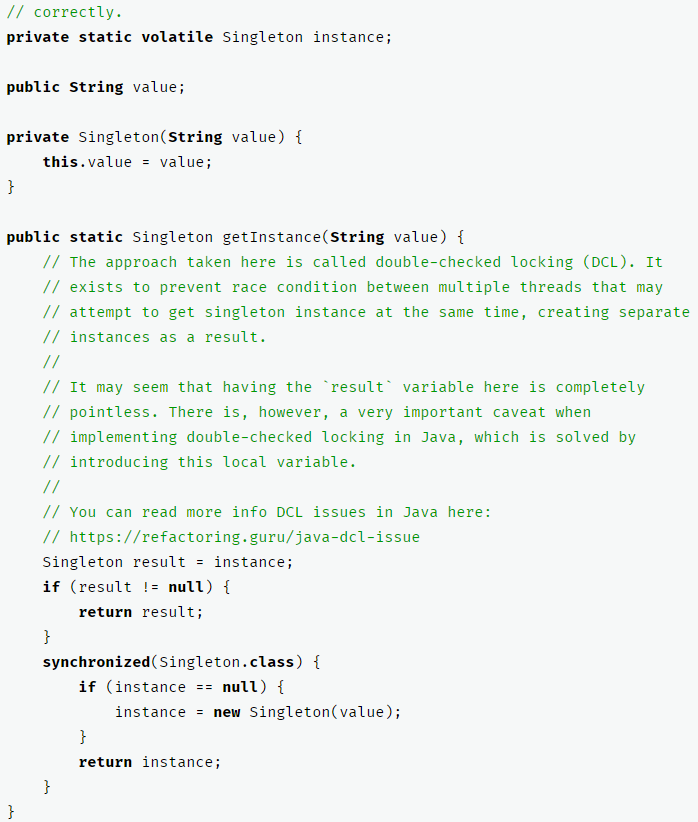 // correctly.
private static volatile Singleton instance;
public String value;
private Singleton(String value) {
    this.value = value;
}
public static Singleton getInstance(String value) {
    // The approach taken here is called double-checked locking (DCL). It
    // exists to prevent race condition between multiple threads that may
    // attempt to get singleton instance at the same time, creating separate
    // instances as a result.
    //
    // It may seem that having the `result` variable here is completely
    // pointless. There is, however, a very important caveat when
    // implementing double-checked locking in Java, which is solved by
    // introducing this local variable.
    //
    // You can read more info DCL issues in Java here:
    // https://refactoring.guru/java-dcl-issue
    Singleton result = instance;
    if (result != null) {
        return result;
    }
    synchronized(Singleton.class) {
        if (instance == null) {
            instance = new Singleton(value);
        }
        return instance;
    }
}